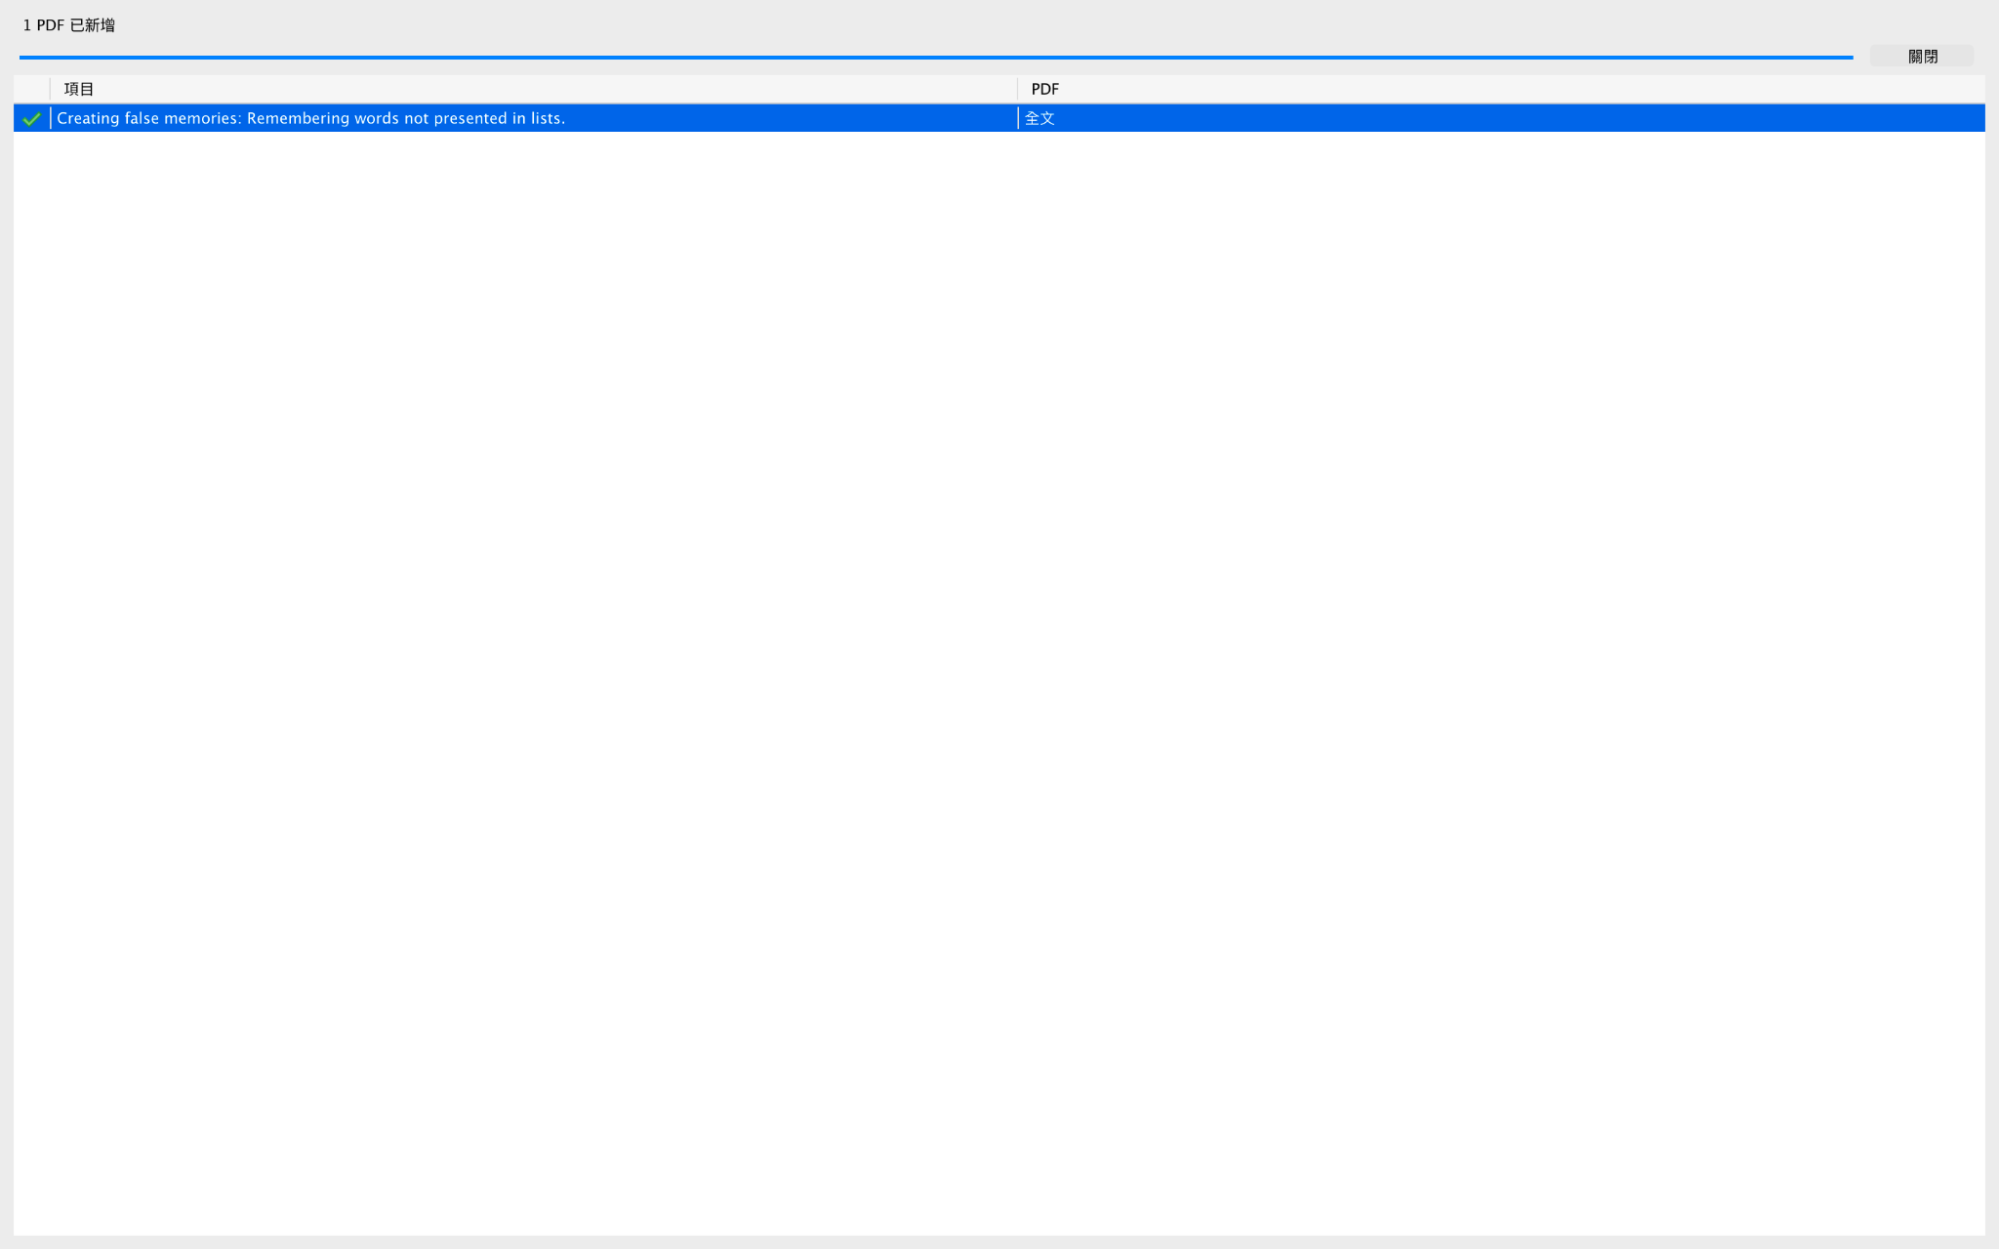 1 PDF 已新增
關閉
項目 PDF
Creating false memories: Remembering words not presented in lists. 全文